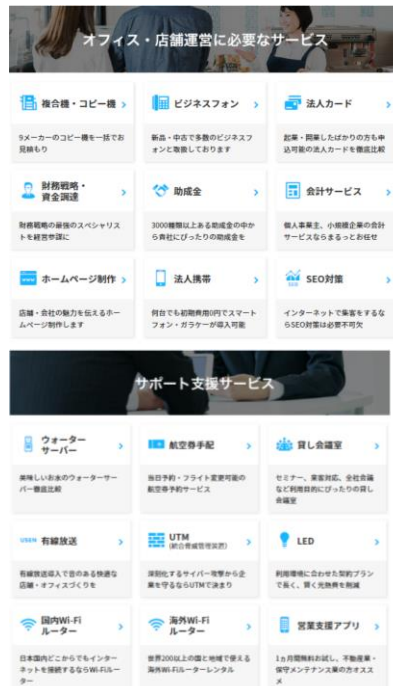 オフィス・店舗運営に必要なサービス
複合機・コピー機
ビジネスフォン
法人カード
9メーカーのコピー機を一括でお
見積もり
新品・中古で多数のビジネスフ
ォンと取扱しております
起業・開業したばかりの方も申
込可能の法人カードを徹底比較
財務戦略・
資金調達
助成金
会計サービス
財務戦略の最強のスペシャリス
トを経営参謀に
3000種類以上ある助成金の中か
ら貴社にぴったりの助成金を
個人事業主、小規模企業の会計
サービスならまるっとお任せ
ホームページ制作
法人携帯
SEO対策
店舗・会社の魅力を伝えるホー
ムページ制作します
何台でも初期費用0円でスマート
フォン・ガラケーが導入可能
インターネットで集客をするな
らSEO対策は必要不可欠
サポート支援サービス
ウォーター
サーバー
航空券手配
貸し会議室
美味しいお水のウォーターサー
バー徹底比較
当日予約・フライト変更可能の
航空券予約サービス
セミナー、来客対応、全社会議
など利用目的にぴったりの貸し
会議室
USEN 有線放送
UTM
(統合脅威管理装置)
LED
有線放送導入で音のある快適な
店舗・オフィスづくりを
深刻化するサイバー攻撃から企
業を守るならUTMで決まり
利用環境に合わせた契約プラン
で長く、賢く光熱費を削減
国内Wi-Fi
ルーター
海外Wi-Fi
ルーター
営業支援アプリ
日本国内どこからでもインター
ネットを接続するならWi-Fiルー
ター
世界200以上の国と地域で使える
海外Wi-Fiルーターレンタル
1ヵ月間無料お試し、不動産業・
保守メンテナンス業の方オススメ